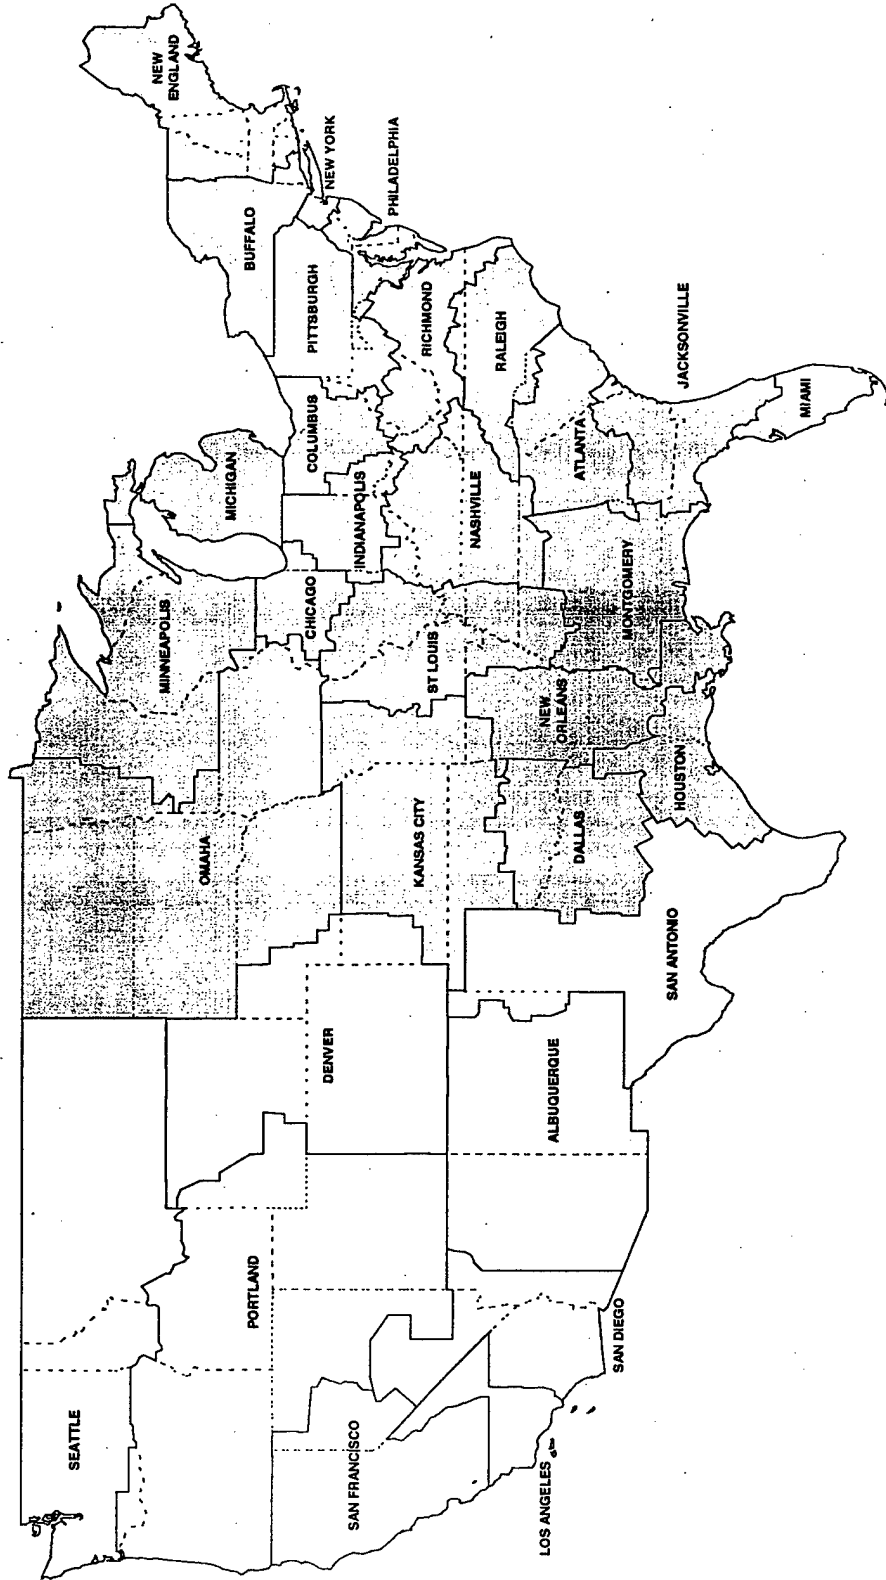 SEATTLE
PORTLAND
SAN FRANCISCO
LOS ANGELES
SAN DIEGO
DENVER
ALBUQUERQUE
SAN ANTONIO
OMAHA
KANSAS CITY
DALLAS
HOUSTON
MINNEAPOLIS
CHICAGO
ST LOUIS
NEW
ORLEANS
MICHIGAN
INDIANAPOLIS
NASHVILLE
MONTGOMERY
COLUMBUS
ATLANTA
JACKSONVILLE
MIAMI
BUFFALO
PITTSBURGH
RICHMOND
RALEIGH
NEW
ENGLAND
NEW YORK
PHILADELPHIA